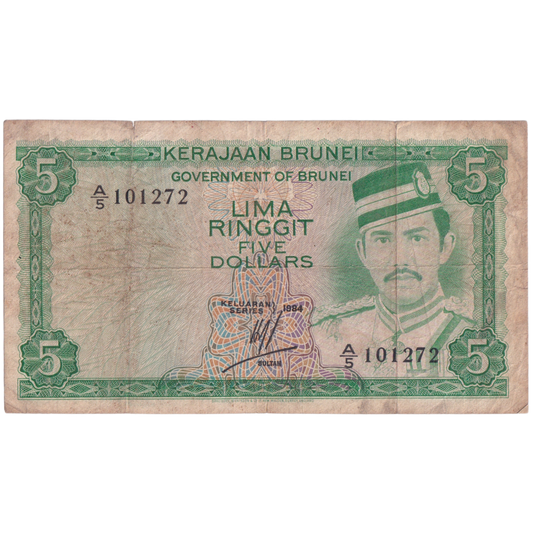 5
KERAJAAN BRUNEI
5
GOVERNMENT OF BRUNEI
A/5 101272
LIMA
RINGGIT
FIVE
DOLLARS
KELUARAN
SERIES 1984
SULTAN
A/5 101272
5
5